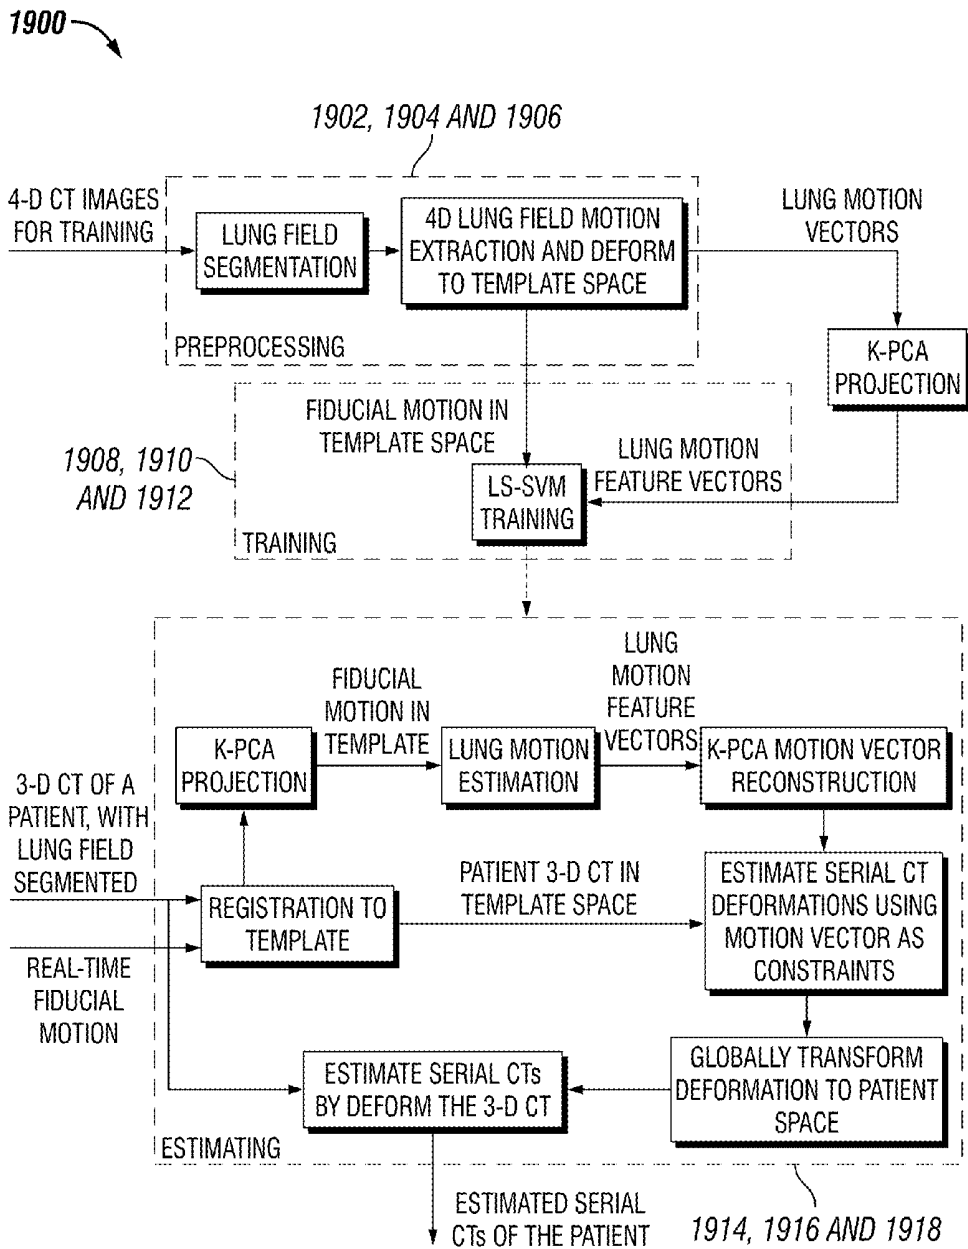 1900
1902, 1904 AND 1906
4-D CT IMAGES
FOR TRAINING
LUNG FIELD
SEGMENTATION
4D LUNG FIELD MOTION
EXTRACTION AND DEFORM
TO TEMPLATE SPACE
LUNG MOTION
VECTORS
PREPROCESSING
K-PCA
PROJECTION
FIDUCIAL MOTION IN
TEMPLATE SPACE
1908, 1910
AND 1912
LUNG MOTION
FEATURE VECTORS
LS-SVM
TRAINING
TRAINING
LUNG
MOTION
FEATURE
VECTORS
FIDUCIAL
MOTION IN
TEMPLATE
K-PCA
PROJECTION
LUNG MOTION
ESTIMATION
K-PCA MOTION VECTOR
RECONSTRUCTION
3-D CT OF A
PATIENT, WITH
LUNG FIELD
SEGMENTED
REGISTRATION TO
TEMPLATE
PATIENT 3-D CT IN
TEMPLATE SPACE
ESTIMATE SERIAL CT
DEFORMATIONS USING
MOTION VECTOR AS
CONSTRAINTS
REAL-TIME
FIDUCIAL
MOTION
ESTIMATE SERIAL CTs
BY DEFORM THE 3-D CT
GLOBALLY TRANSFORM
DEFORMATION TO PATIENT
SPACE
ESTIMATING
ESTIMATED SERIAL
CTs OF THE PATIENT
1914, 1916 AND 1918